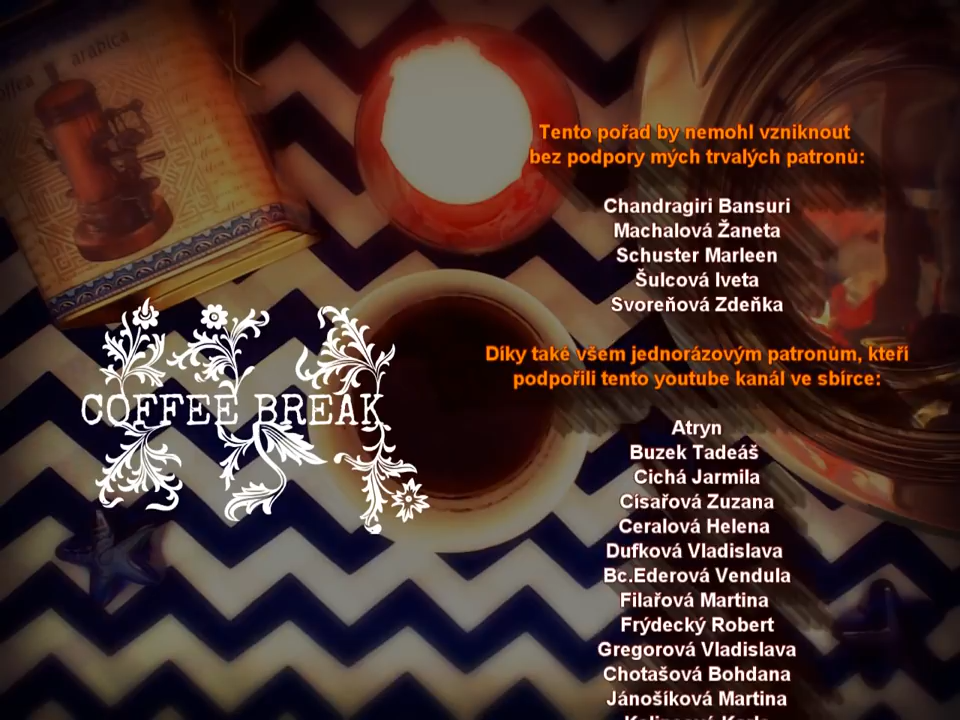 coffea arabica
Tento pořad by nemohl vzniknout
bez podpory mých trvalých patronů:
Chandragiri Bansuri
Machalová Žaneta
Schuster Marleen
Šulcová Iveta
Svoreňová Zdeňka
COFFEE BREAK
Díky také všem jednorázovým patronům, kteří
podpořili tento youtube kanál ve sbírce:
Atryn
Buzek Tadeáš
Cichá Jarmila
Císařová Zuzana
Ceralová Helena
Dufková Vladislava
Bc.Ederová Vendula
Filařová Martina
Frýdecký Robert
Gregorová Vladislava
Chotašová Bohdana
Jánošíková Martina